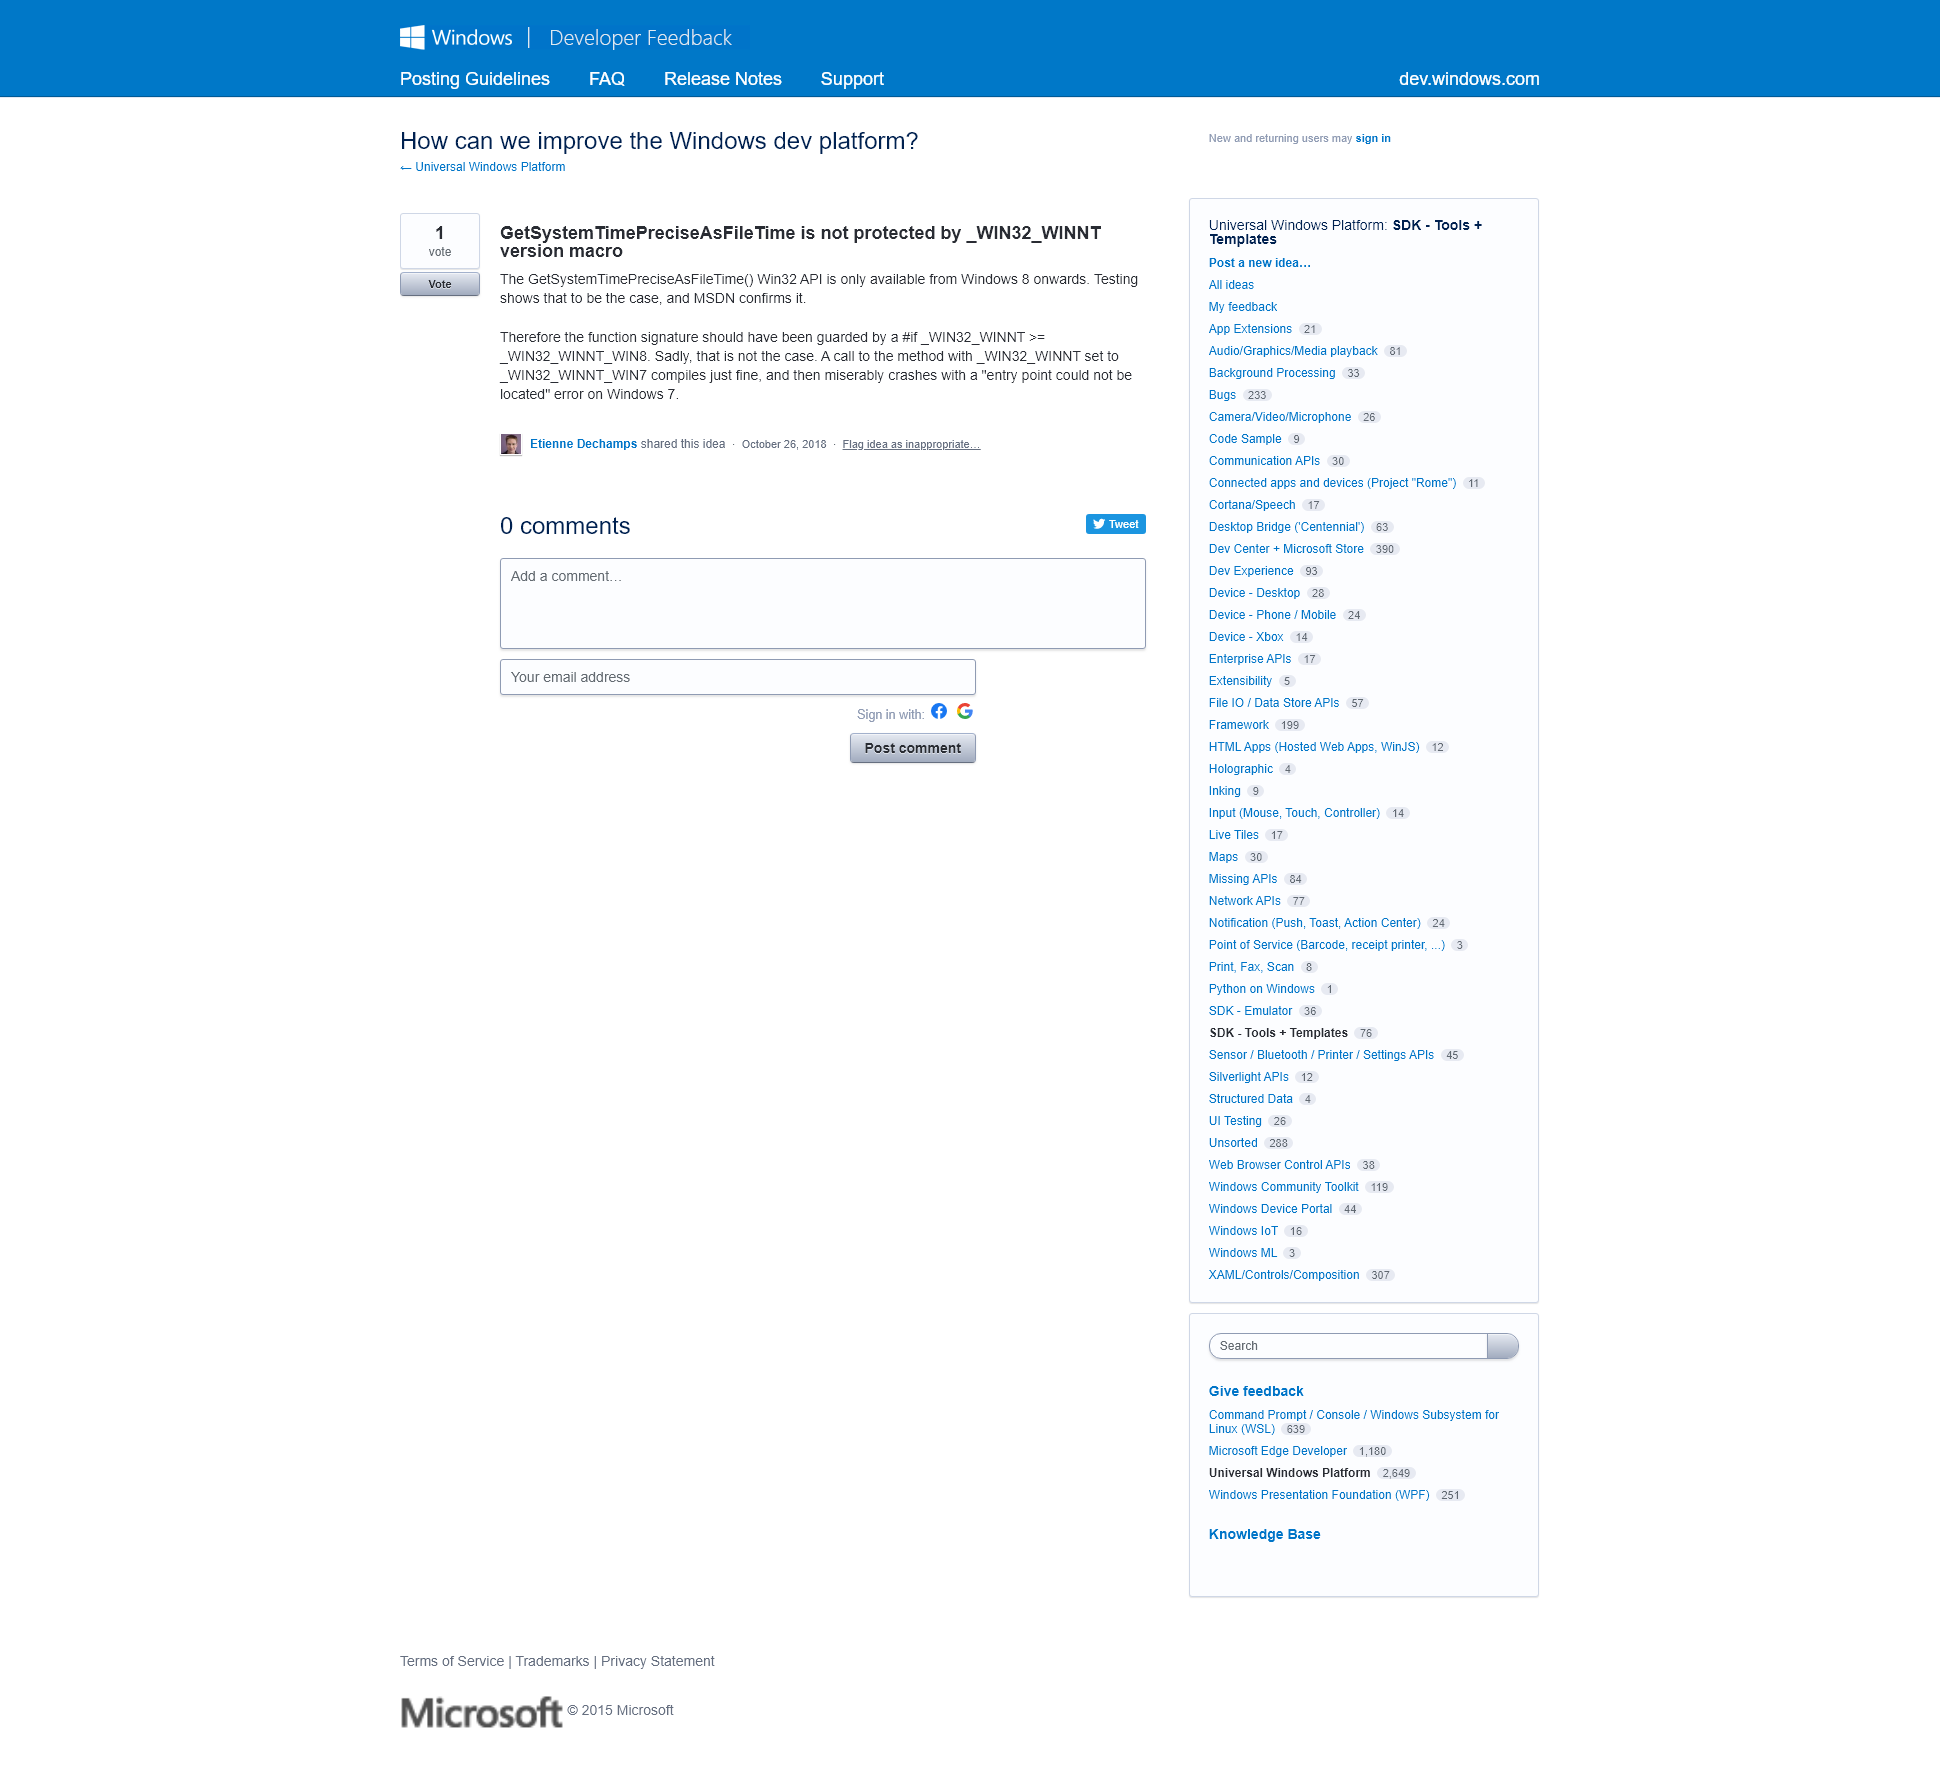 Windows | Developer Feedback
Posting Guidelines FAQ Release Notes Support dev.windows.com
How can we improve the Windows dev platform?
← Universal Windows Platform
New and returning users may sign in
1
vote
Vote
GetSystemTimePreciseAsFileTime is not protected by _WIN32_WINNT
version macro
The GetSystemTimePreciseAsFileTime() Win32 API is only available from Windows 8 onwards. Testing
shows that to be the case, and MSDN confirms it.
Therefore the function signature should have been guarded by a #if _WIN32_WINNT >=
_WIN32_WINNT_WIN8. Sadly, that is not the case. A call to the method with _WIN32_WINNT set to
_WIN32_WINNT_WIN7 compiles just fine, and then miserably crashes with a "entry point could not be
located" error on Windows 7.
Etienne Dechamps shared this idea · October 26, 2018 · Flag idea as inappropriate…
0 comments
Tweet
Add a comment…
Your email address
Sign in with:
Post comment
Universal Windows Platform: SDK - Tools +
Templates
Post a new idea…
All ideas
My feedback
App Extensions 21
Audio/Graphics/Media playback 81
Background Processing 33
Bugs 233
Camera/Video/Microphone 26
Code Sample 9
Communication APIs 30
Connected apps and devices (Project "Rome") 11
Cortana/Speech 17
Desktop Bridge ('Centennial') 63
Dev Center + Microsoft Store 390
Dev Experience 93
Device - Desktop 28
Device - Phone / Mobile 24
Device - Xbox 14
Enterprise APIs 17
Extensibility 5
File IO / Data Store APIs 57
Framework 199
HTML Apps (Hosted Web Apps, WinJS) 12
Holographic 4
Inking 9
Input (Mouse, Touch, Controller) 14
Live Tiles 17
Maps 30
Missing APIs 84
Network APIs 77
Notification (Push, Toast, Action Center) 24
Point of Service (Barcode, receipt printer, ...) 3
Print, Fax, Scan 8
Python on Windows 1
SDK - Emulator 36
SDK - Tools + Templates 76
Sensor / Bluetooth / Printer / Settings APIs 45
Silverlight APIs 12
Structured Data 4
UI Testing 26
Unsorted 288
Web Browser Control APIs 38
Windows Community Toolkit 119
Windows Device Portal 44
Windows IoT 16
Windows ML 3
XAML/Controls/Composition 307
Search
Give feedback
Command Prompt / Console / Windows Subsystem for
Linux (WSL) 639
Microsoft Edge Developer 1,180
Universal Windows Platform 2,649
Windows Presentation Foundation (WPF) 251
Knowledge Base
Terms of Service | Trademarks | Privacy Statement
Microsoft © 2015 Microsoft